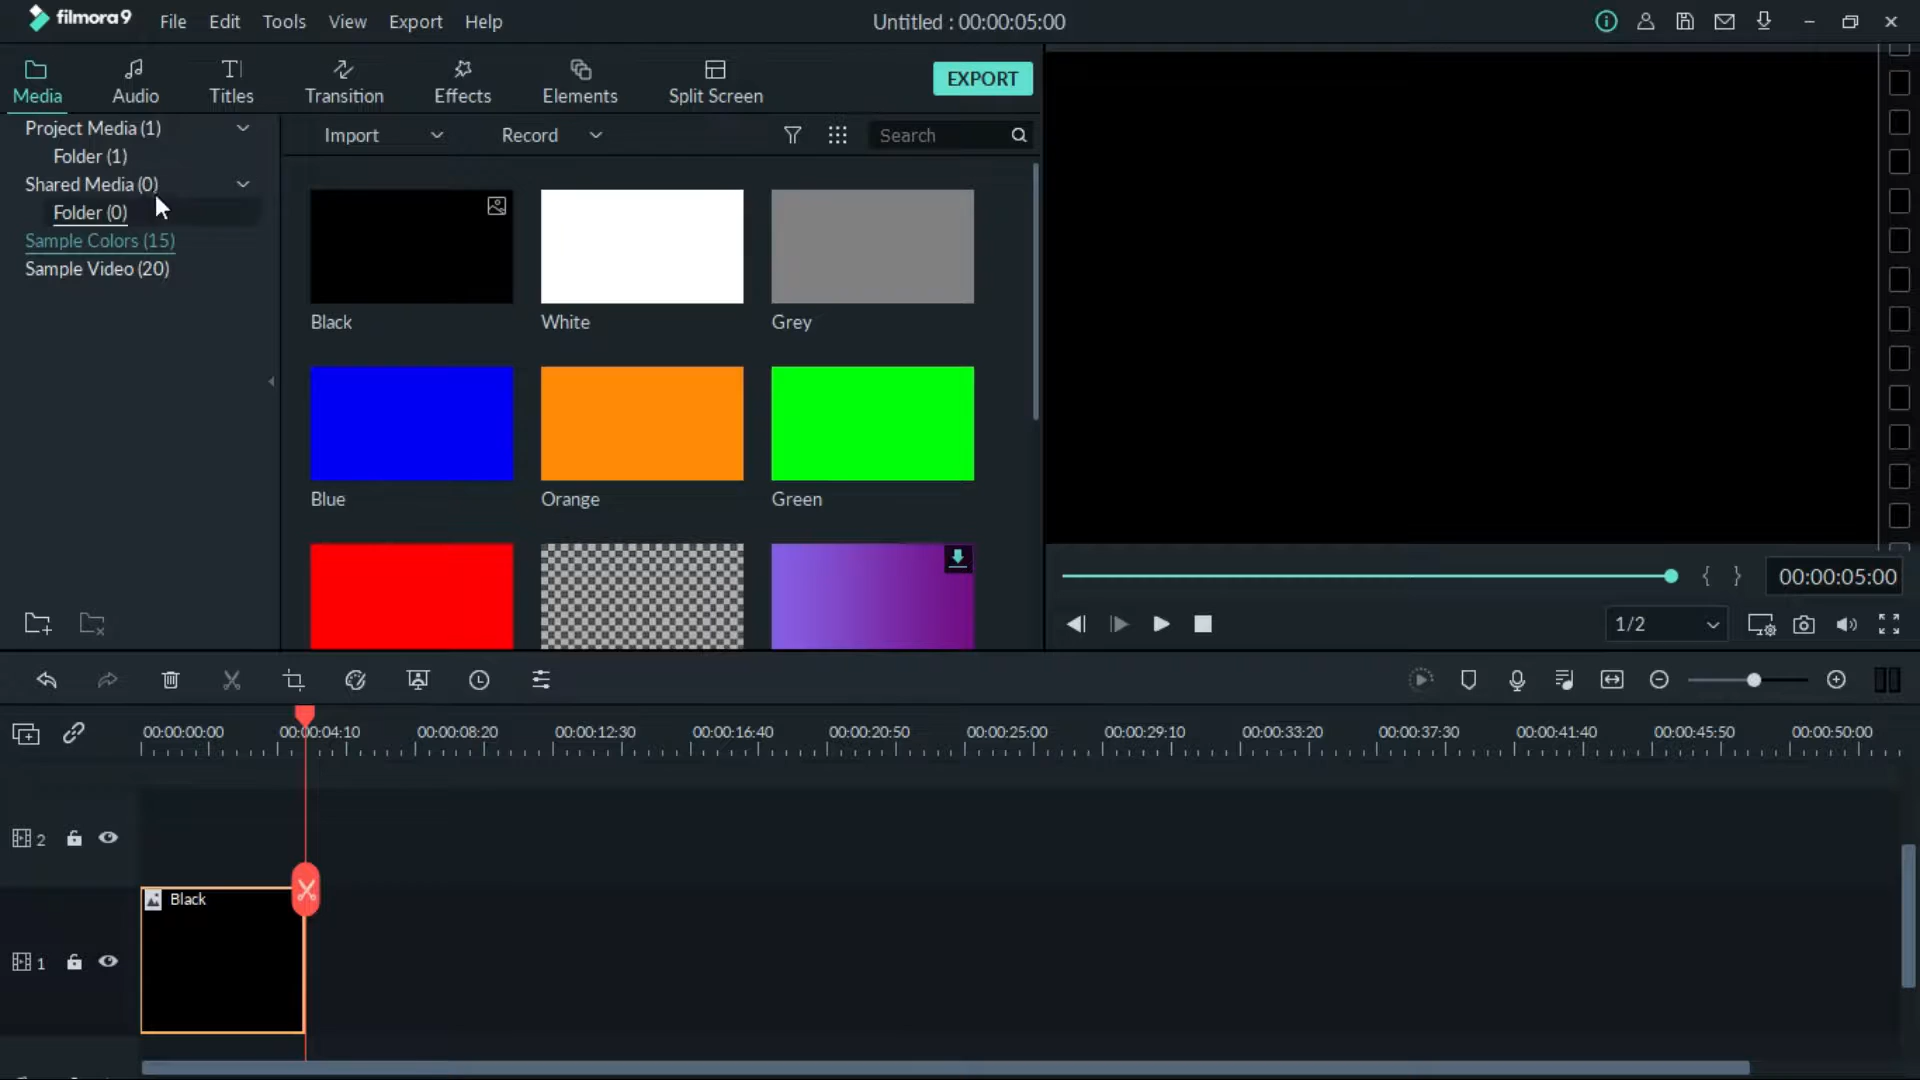 filmora9 File Edit Tools View Export Help Untitled : 00:00:05:00
Media Audio Titles Transition Effects Elements Split Screen EXPORT
Project Media (1)
Folder (1)
Shared Media (0)
Folder (0)
Sample Colors (15)
Sample Video (20)
Import Record Search
Black White Grey
Blue Orange Green
{ } 00:00:05:00
1/2
00:00:00:00 00:00:04:10 00:00:08:20 00:00:12:30 00:00:16:40 00:00:20:50 00:00:25:00 00:00:29:10 00:00:33:20 00:00:37:30 00:00:41:40 00:00:45:50 00:00:50:00
2
Black
1